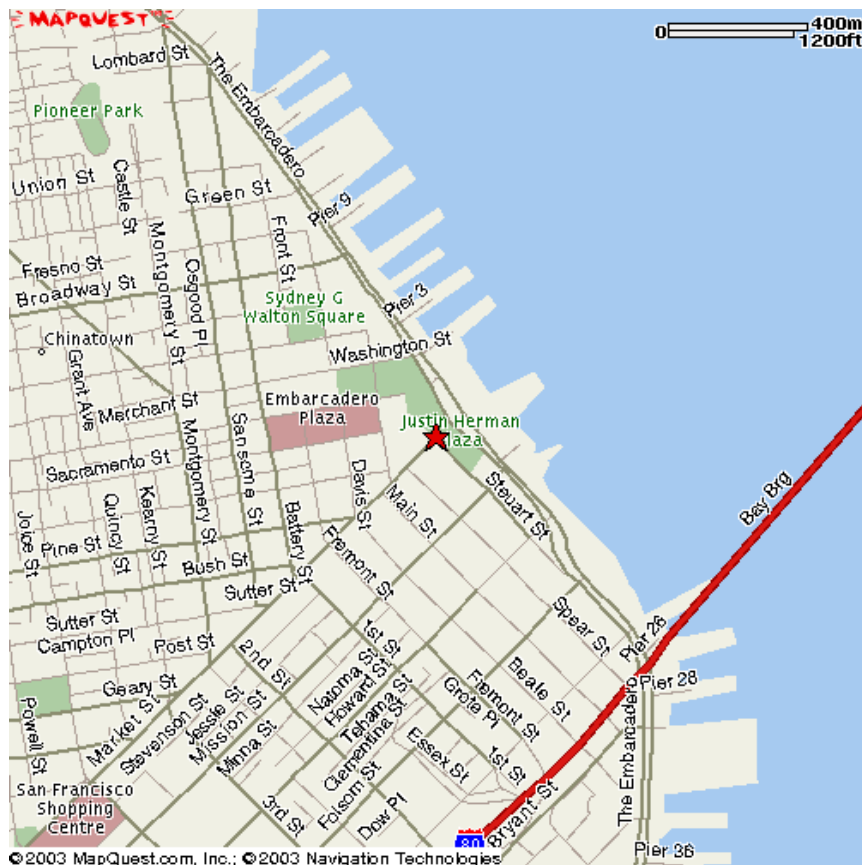 MAPQUEST
0 400m
1200ft
Lombard St
The Embarcadero
Pioneer Park
Union St
Castle St
Green St
Pier 9
Montgomery St
Osgood Pl
Front St
Fresno St
Broadway St
Sydney G
Walton Square
Pier 3
Chinatown
Washington St
Grant Ave
Merchant St
Embarcadero
Plaza
Justin Herman
Plaza
Sacramento St
Montgomery St
Sansome St
Davis St
Steuart St
Bay Brg
Joice St
Quincy St
Kearny St
Battery St
Main St
Pine St
Bush St
Fremont St
Sutter St
Sutter St
Campton Pl
Post St
2nd St
1st St
Spear St
Pier 26
Geary St
Natoma St
Howard St
Tehama St
Clementina St
Folsom St
Grote Pl
Fremont St
Beale St
Pier 28
Powell St
Market St
Stevenson St
Jessie St
Mission St
Minna St
Essex St
1st St
The Embarcadero
San Francisco
Shopping
Centre
3rd St
Dow Pl
80
Bryant St
Pier 36
©2003 MapQuest.com, Inc.; ©2003 Navigation Technologies